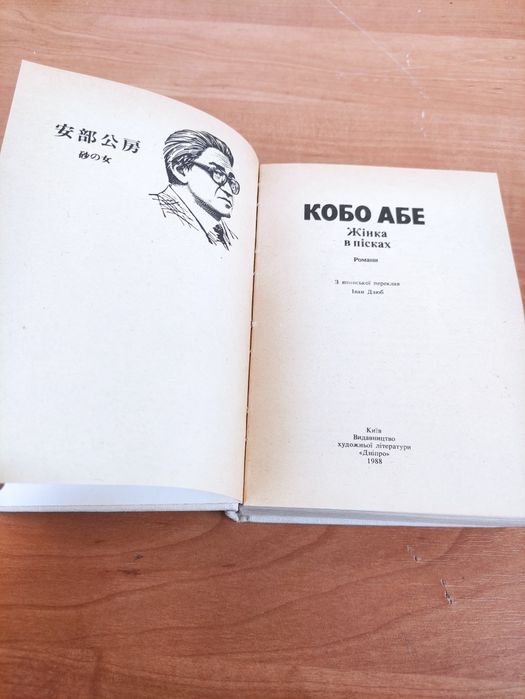 安部公房
砂の女
КОБО АБЕ
Жінка
в пісках
Романи
З японської переклав
Іван Дзюб
Київ
Видавництво
художньої літератури
«Дніпро»
1988